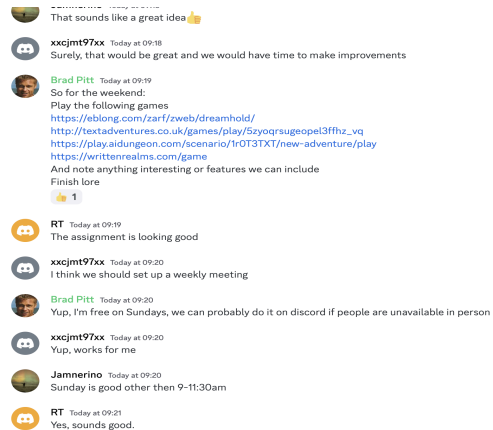 That sounds like a great idea👍
xxcjmt97xx Today at 09:18
Surely, that would be great and we would have time to make improvements
Brad Pitt Today at 09:19
So for the weekend:
Play the following games
https://eblong.com/zarf/zweb/dreamhold/
http://textadventures.co.uk/games/play/5zyoqrsugeopel3ffhz_vq
https://play.aidungeon.com/scenario/1r0T3TXT/new-adventure/play
https://writtenrealms.com/game
And note anything interesting or features we can include
Finish lore
👍 1
RT Today at 09:19
The assignment is looking good
xxcjmt97xx Today at 09:20
I think we should set up a weekly meeting
Brad Pitt Today at 09:20
Yup, I'm free on Sundays, we can probably do it on discord if people are unavailable in person
xxcjmt97xx Today at 09:20
Yup, works for me
Jamnerino Today at 09:20
Sunday is good other then 9-11:30am
RT Today at 09:21
Yes, sounds good.